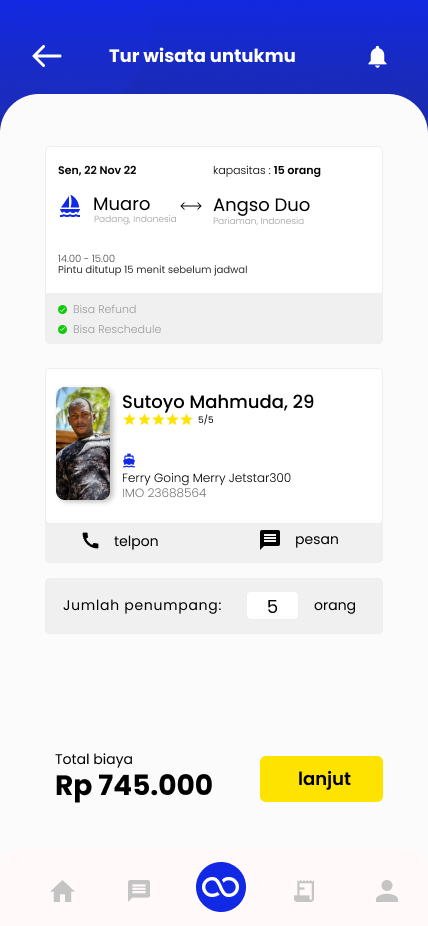 Tur wisata untukmu
Sen, 22 Nov 22
kapasitas : 15 orang
Muaro
Padang, Indonesia
Angso Duo
Pariaman, Indonesia
14.00 - 15.00
Pintu ditutup 15 menit sebelum jadwal
Bisa Refund
Bisa Reschedule
Sutoyo Mahmuda, 29
5/5
Ferry Going Merry Jetstar300
IMO 23688564
telpon
pesan
Jumlah penumpang: 5 orang
Total biaya
Rp 745.000
lanjut